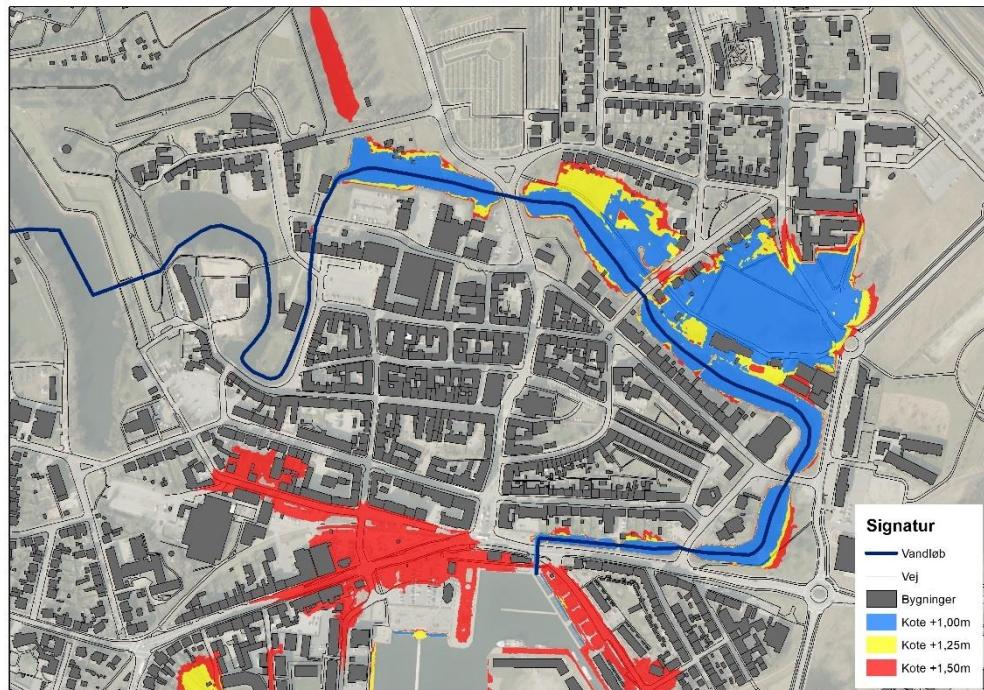 Signatur
Vandløb
Vej
Bygninger
Kote +1,00m
Kote +1,25m
Kote +1,50m